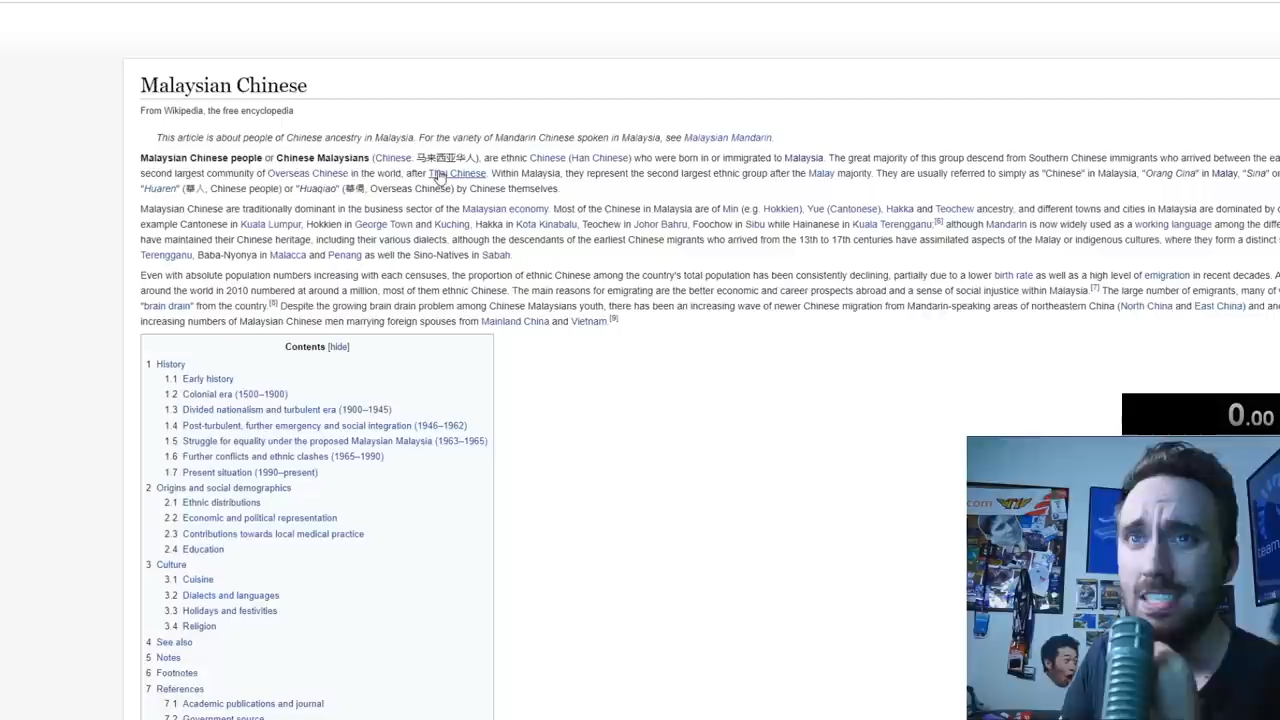 Malaysian Chinese
From Wikipedia, the free encyclopedia
This article is about people of Chinese ancestry in Malaysia. For the variety of Mandarin Chinese spoken in Malaysia, see Malaysian Mandarin.
Malaysian Chinese people or Chinese Malaysians (Chinese: 马来西亚华人), are ethnic Chinese (Han Chinese) who were born in or immigrated to Malaysia. The great majority of this group descend from Southern Chinese immigrants who arrived between the ea
second largest community of Overseas Chinese in the world, after Thai Chinese. Within Malaysia, they represent the second largest ethnic group after the Malay majority. They are usually referred to simply as "Chinese" in Malaysia, "Orang Cina" in Malay, "Sina" or
"Huaren" (華人, Chinese people) or "Huaqiao" (華僑, Overseas Chinese) by Chinese themselves.
Malaysian Chinese are traditionally dominant in the business sector of the Malaysian economy. Most of the Chinese in Malaysia are of Min (e.g. Hokkien), Yue (Cantonese), Hakka and Teochew ancestry, and different towns and cities in Malaysia are dominated by d
example Cantonese in Kuala Lumpur, Hokkien in George Town and Kuching, Hakka in Kota Kinabalu, Teochew in Johor Bahru, Foochow in Sibu while Hainanese in Kuala Terengganu,[6] although Mandarin is now widely used as a working language among the diffe
have maintained their Chinese heritage, including their various dialects, although the descendants of the earliest Chinese migrants who arrived from the 13th to 17th centuries have assimilated aspects of the Malay or indigenous cultures, where they form a distinct s
Terengganu, Baba-Nyonya in Malacca and Penang as well the Sino-Natives in Sabah.
Even with absolute population numbers increasing with each censuses, the proportion of ethnic Chinese among the country's total population has been consistently declining, partially due to a lower birth rate as well as a high level of emigration in recent decades. A
around the world in 2010 numbered at around a million, most of them ethnic Chinese. The main reasons for emigrating are the better economic and career prospects abroad and a sense of social injustice within Malaysia.[7] The large number of emigrants, many of w
"brain drain" from the country.[8] Despite the growing brain drain problem among Chinese Malaysians youth, there has been an increasing wave of newer Chinese migration from Mandarin-speaking areas of northeastern China (North China and East China) and an
increasing numbers of Malaysian Chinese men marrying foreign spouses from Mainland China and Vietnam.[9]
Contents [hide]
1 History
1.1 Early history
1.2 Colonial era (1500–1900)
1.3 Divided nationalism and turbulent era (1900–1945)
1.4 Post-turbulent, further emergency and social integration (1946–1962)
1.5 Struggle for equality under the proposed Malaysian Malaysia (1963–1965)
1.6 Further conflicts and ethnic clashes (1965–1990)
1.7 Present situation (1990–present)
2 Origins and social demographics
2.1 Ethnic distributions
2.2 Economic and political representation
2.3 Contributions towards local medical practice
2.4 Education
3 Culture
3.1 Cuisine
3.2 Dialects and languages
3.3 Holidays and festivities
3.4 Religion
4 See also
5 Notes
6 Footnotes
7 References
7.1 Academic publications and journal
7.2 Government source
0.00
.com
team